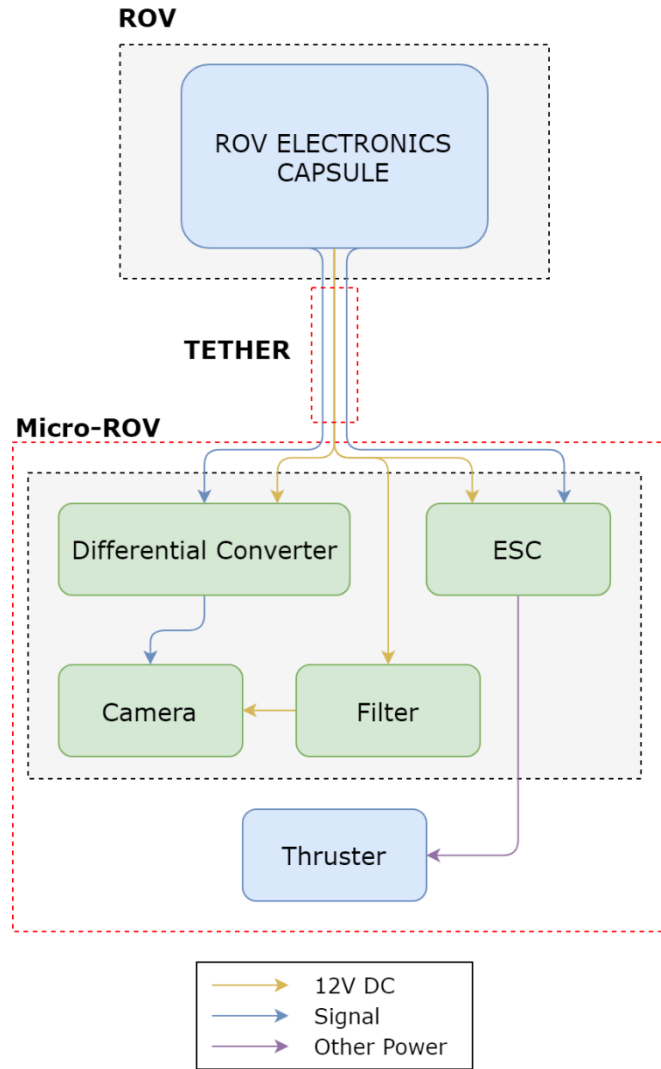 ROV
ROV ELECTRONICS
CAPSULE
TETHER
Micro-ROV
Differential Converter
ESC
Camera
Filter
Thruster
12V DC
Signal
Other Power